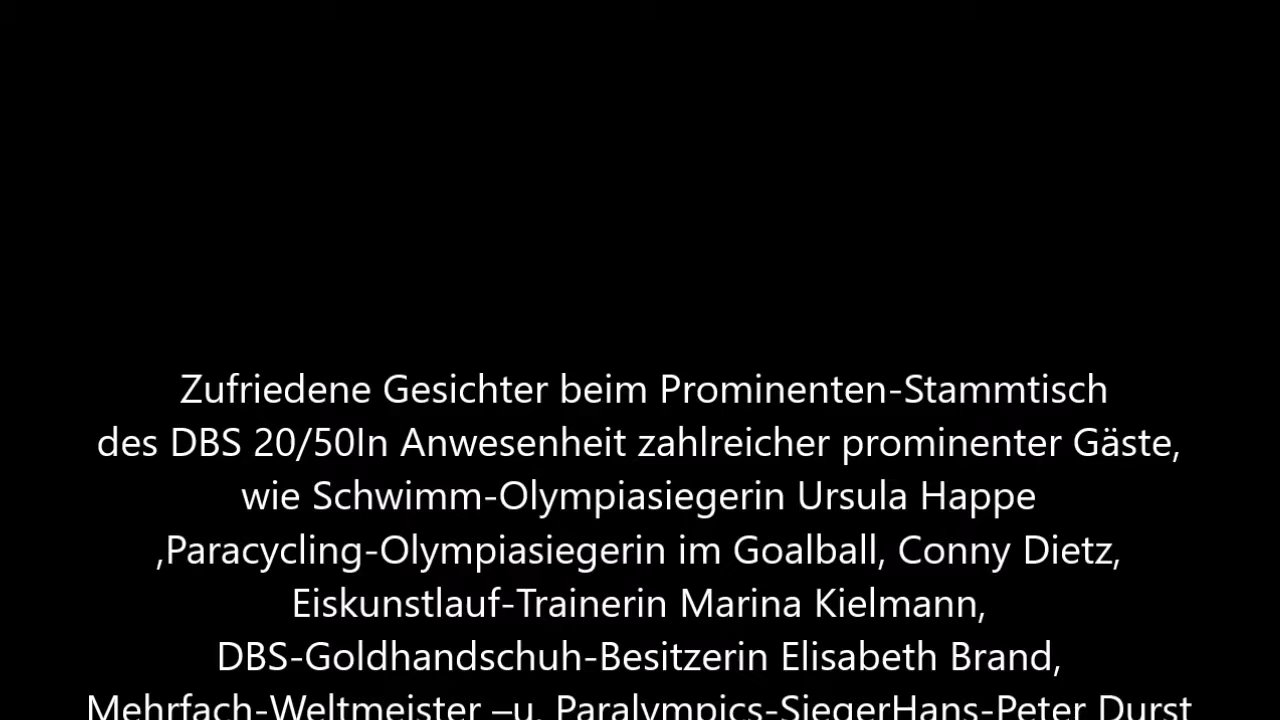 Zufriedene Gesichter beim Prominenten-Stammtisch
des DBS 20/50In Anwesenheit zahlreicher prominenter Gäste,
wie Schwimm-Olympiasiegerin Ursula Happe
,Paracycling-Olympiasiegerin im Goalball, Conny Dietz,
Eiskunstlauf-Trainerin Marina Kielmann,
DBS-Goldhandschuh-Besitzerin Elisabeth Brand,
Mehrfach-Weltmeister –u. Paralympics-SiegerHans-Peter Durst